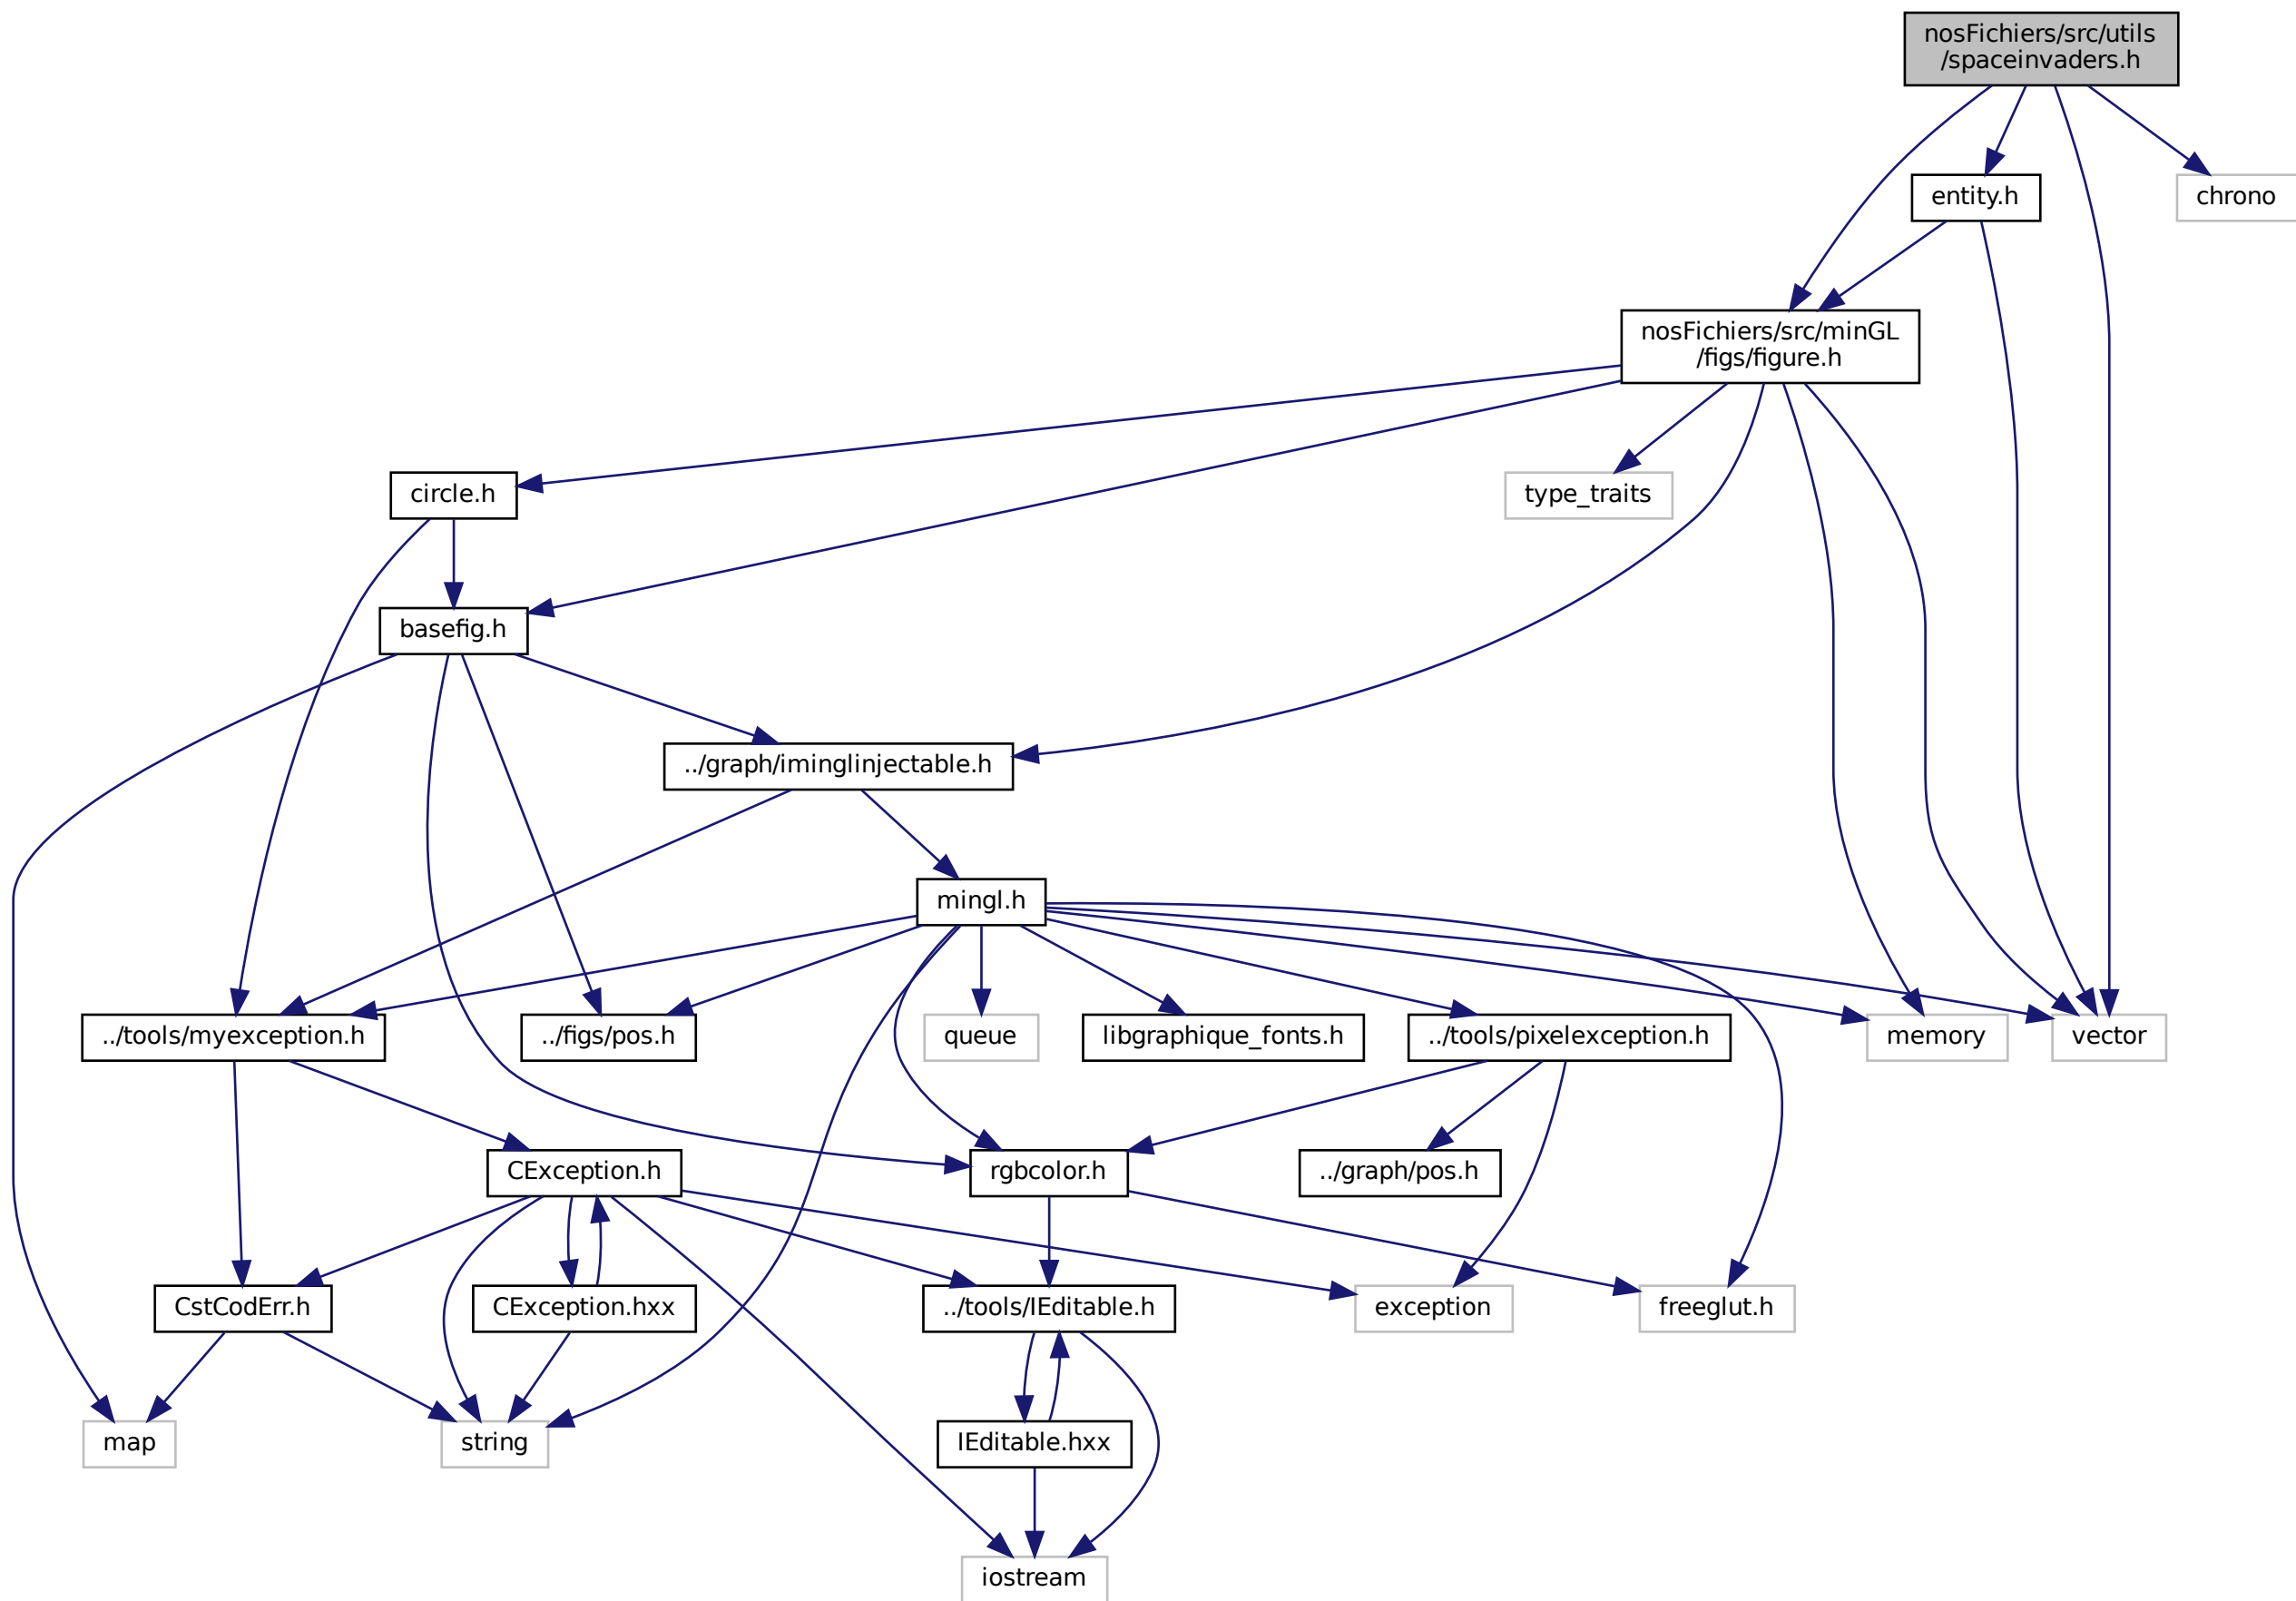 nosFichiers/src/utils
/spaceinvaders.h
entity.h
chrono
nosFichiers/src/minGL
/figs/figure.h
circle.h
type_traits
basefig.h
../graph/iminglinjectable.h
mingl.h
../tools/myexception.h
../figs/pos.h
queue
libgraphique_fonts.h
../tools/pixelexception.h
memory
vector
CException.h
rgbcolor.h
../graph/pos.h
CstCodErr.h
CException.hxx
../tools/IEditable.h
exception
freeglut.h
map
string
IEditable.hxx
iostream